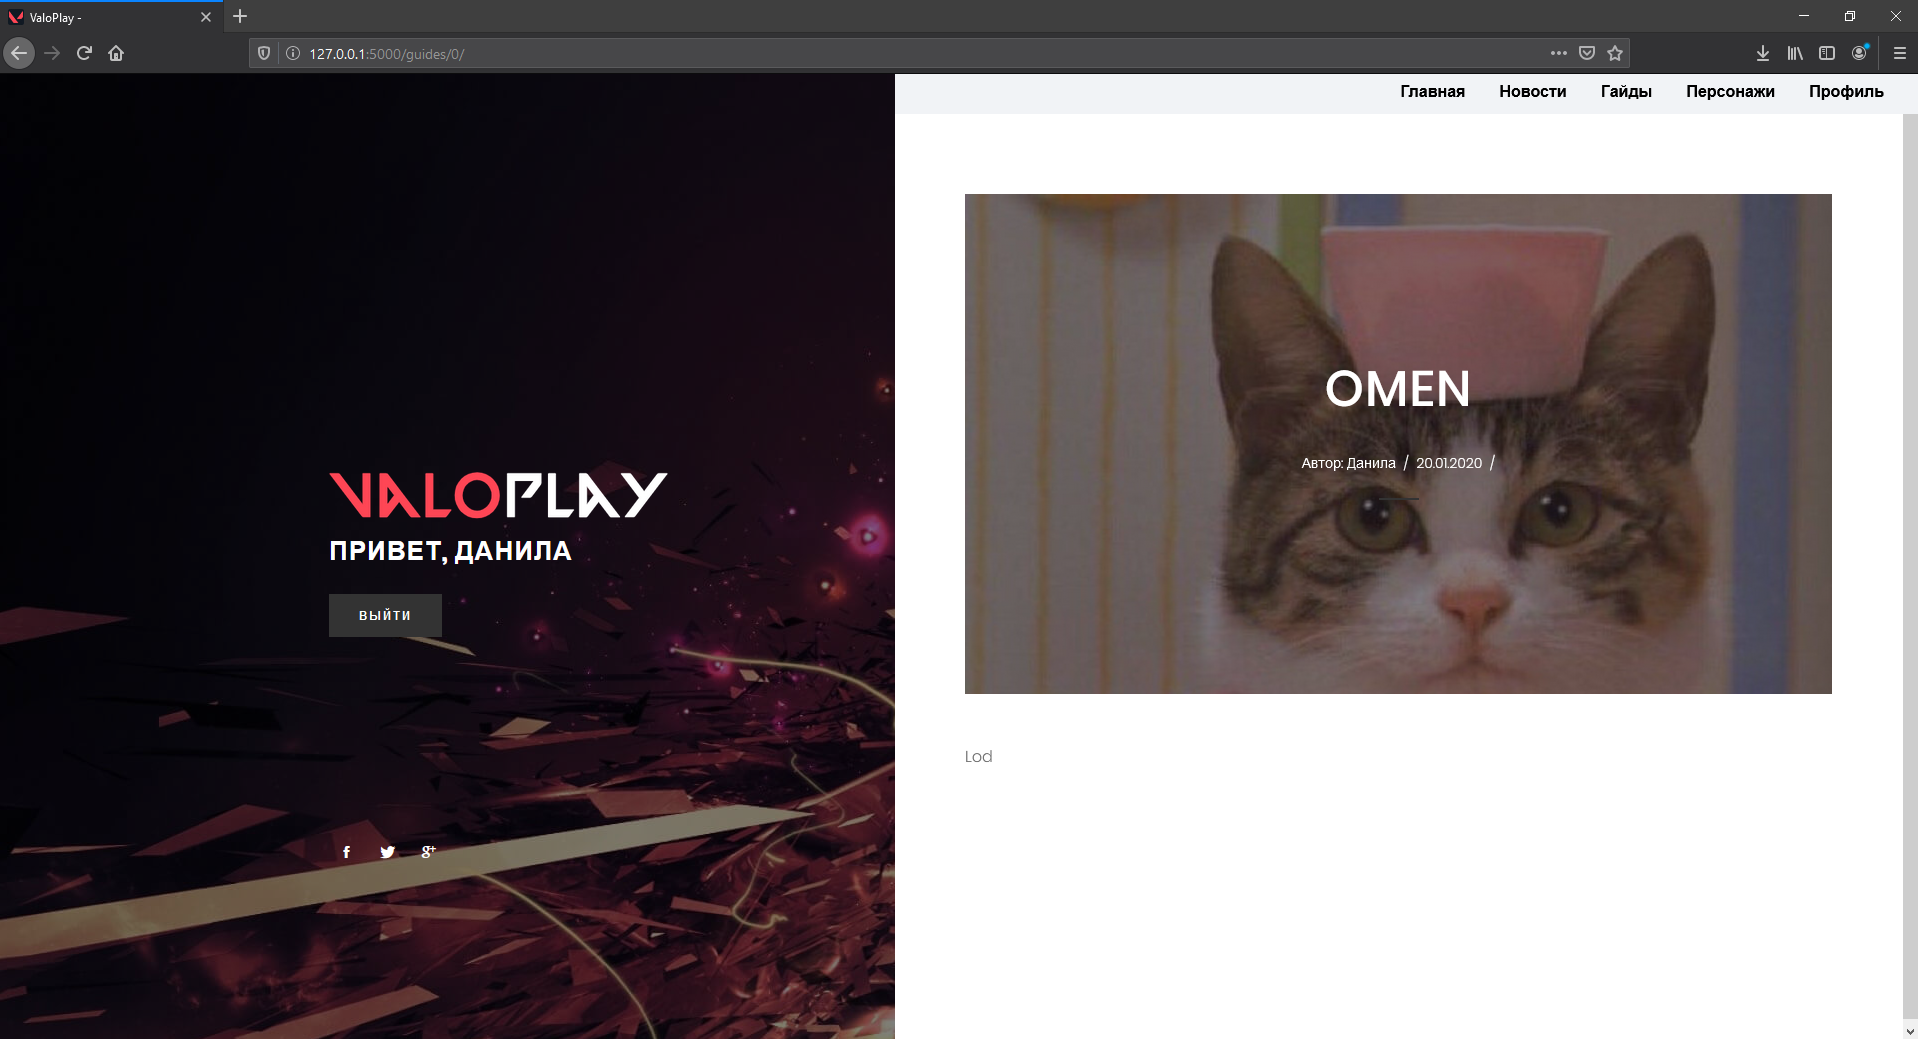 ValoPlay -
127.0.0.1:5000/guides/0/
Главная Новости Гайды Персонажи Профиль
VALOPLAY
ПРИВЕТ, ДАНИЛА
ВЫЙТИ
OMEN
Автор: Данила / 20.01.2020 /
Lod